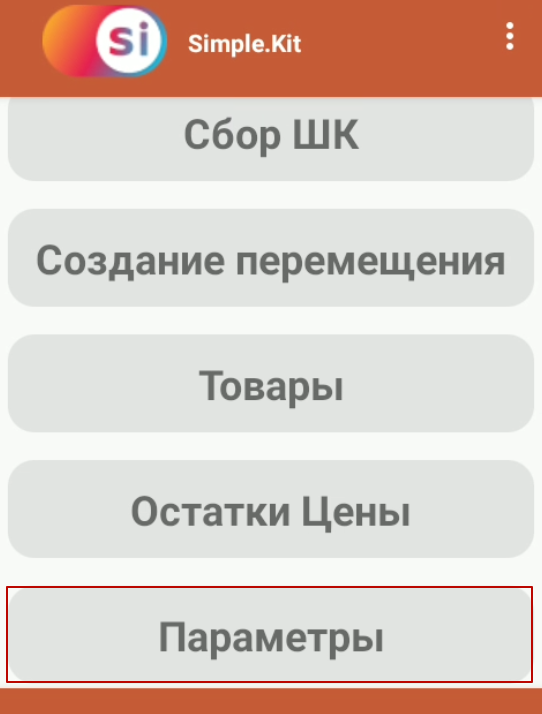 si
Simple.Kit
Сбор ШК
Создание перемещения
Товары
Остатки Цены
Параметры